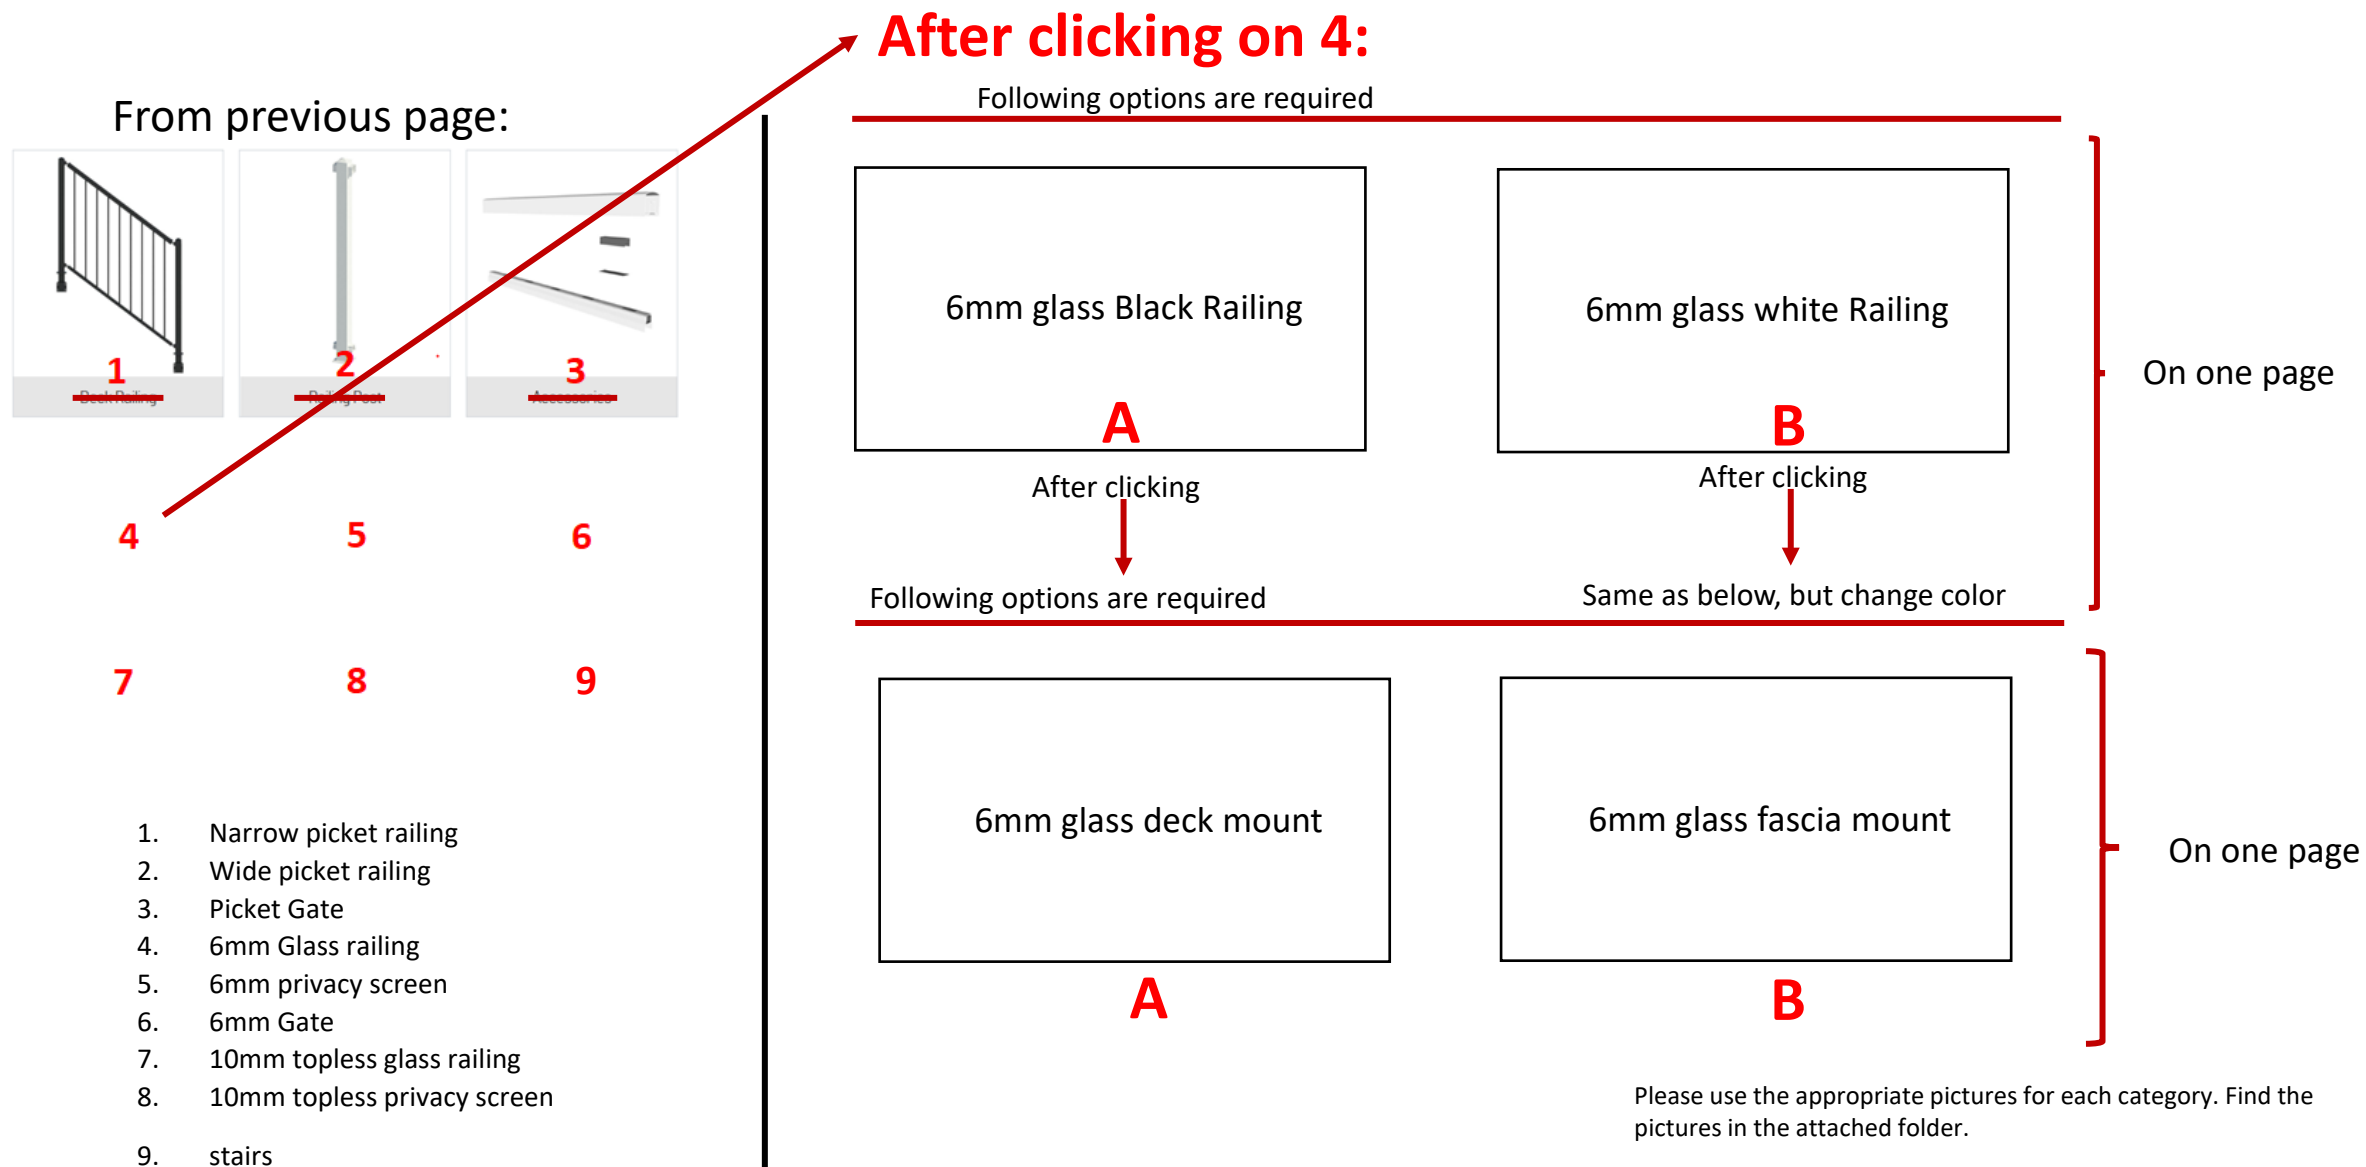 After clicking on 4:
Following options are required
From previous page:
1
2
3
Deck Railing
Railing Post
Accessories
4
5
6
7
8
9
1. Narrow picket railing
2. Wide picket railing
3. Picket Gate
4. 6mm Glass railing
5. 6mm privacy screen
6. 6mm Gate
7. 10mm topless glass railing
8. 10mm topless privacy screen
9. stairs
6mm glass Black Railing
A
6mm glass white Railing
B
On one page
After clicking
After clicking
Following options are required
Same as below, but change color
6mm glass deck mount
A
6mm glass fascia mount
B
On one page
Please use the appropriate pictures for each category. Find the
pictures in the attached folder.